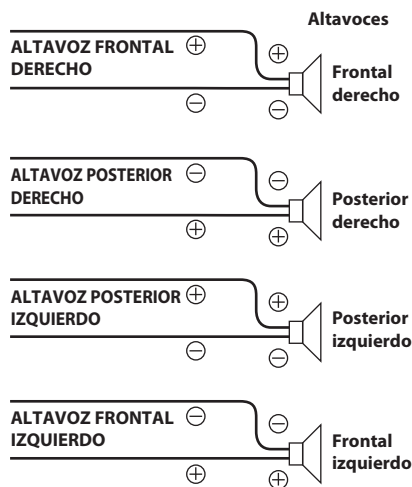 Altavoces
ALTAVOZ FRONTAL ⊕ ⊕
DERECHO
Frontal
derecho
⊖ ⊖
ALTAVOZ POSTERIOR ⊖ ⊖
DERECHO
Posterior
derecho
⊕ ⊕
ALTAVOZ POSTERIOR ⊕ ⊕
IZQUIERDO
Posterior
izquierdo
⊖ ⊖
ALTAVOZ FRONTAL ⊖ ⊖
IZQUIERDO
Frontal
izquierdo
⊕ ⊕